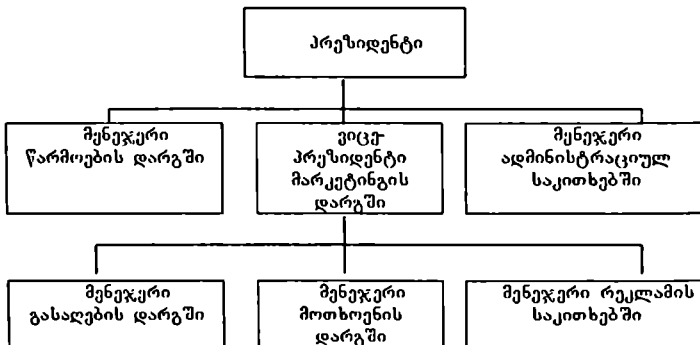 პრეზიდენტი
მენეჯერი
წარმოების დარგში
ვიცე-
პრეზიდენტი
მარკეტინგის
დარგში
მენეჯერი
ადმინისტრაციულ
საკითხებში
მენეჯერი
გასაღების დარგში
მენეჯერი
მოთხოვნის
დარგში
მენეჯერი რეკლამის
საკითხებში